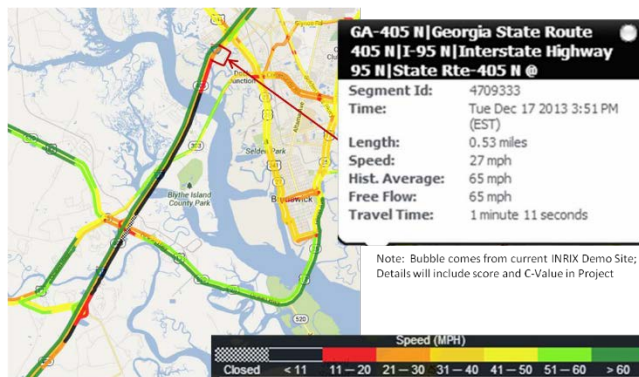 GA-405 N|Georgia State Route
405 N|I-95 N|Interstate Highway
95 N|State Rte-405 N @
Segment Id: 4709333
Time: Tue Dec 17 2013 3:51 PM
(EST)
Length: 0.53 miles
Speed: 27 mph
Hist. Average: 65 mph
Free Flow: 65 mph
Travel Time: 1 minute 11 seconds
Note: Bubble comes from current INRIX Demo Site;
Details will include score and C-Value in Project
Junction
Selden Park
Blythe Island
County Park
520
Speed (MPH)
Closed < 11 11 – 20 21 – 30 31 – 40 41 – 50 51 – 60 > 60